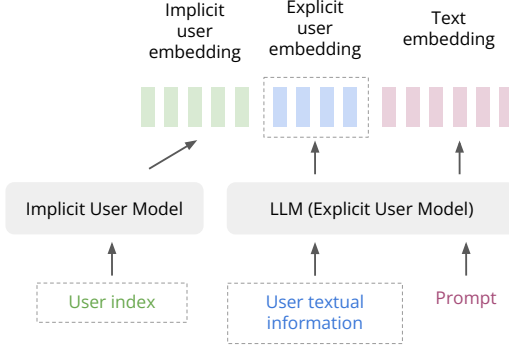 Implicit
user
embedding
Explicit
user
embedding
Text
embedding
Implicit User Model
LLM (Explicit User Model)
User index
User textual
information
Prompt